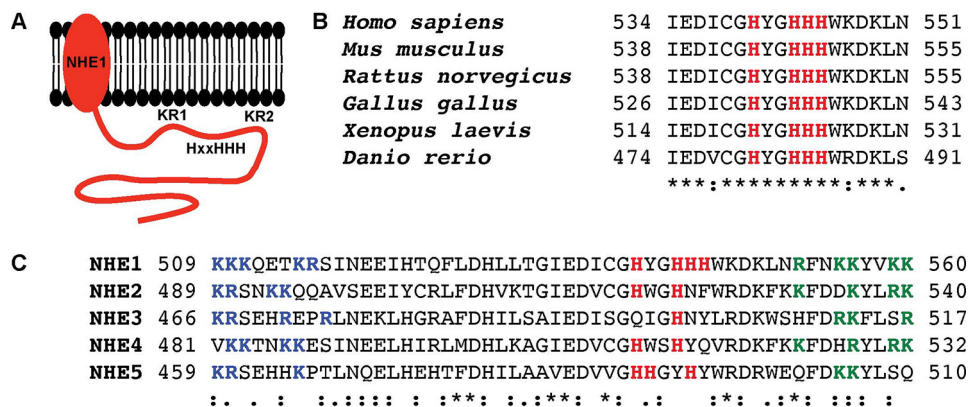 A
NHE1
KR1
KR2
HxxHHH
B
Homo sapiens 534 IEDICGHYGHHHWKDKLN 551
Mus musculus 538 IEDICGHYGHHHWKDKLN 555
Rattus norvegicus 538 IEDICGHYGHHHWKDKLN 555
Gallus gallus 526 IEDICGHYGHHHWKDKLN 543
Xenopus laevis 514 IEDICGHYGHHHWKDKLN 531
Danio rerio 474 IEDVCGHYGHHHWRDKLS 491
***:*********:***.
C
NHE1 509 KKKQETKRSINEEIHTQFLDHLLTGIEDICGHYGHHHWKDKLNRFNKKYVKK 560
NHE2 489 KRSNKKQQAVSEEIYCRLFDHVKTGIEDVCGHWGHNFWRDKFKKFDDKYLRK 540
NHE3 466 KRSEHREPRLNEKLHGRAFDHILSAIEDISGQIGHNYLRDKWSHFDRKFLSR 517
NHE4 481 VKKTNKKESINEELHIRLMDHLKAGIEDVCGHWSHYQVRDKFKKFDHRYLRK 532
NHE5 459 KRSEHHKPTLNQELHEHTFDHILAAVEDVVGHHGYHYWRDRWEQFDKKYLSQ 510
:. . : :..:::: : **: :..:**: * . .. :*: :*: ::: :